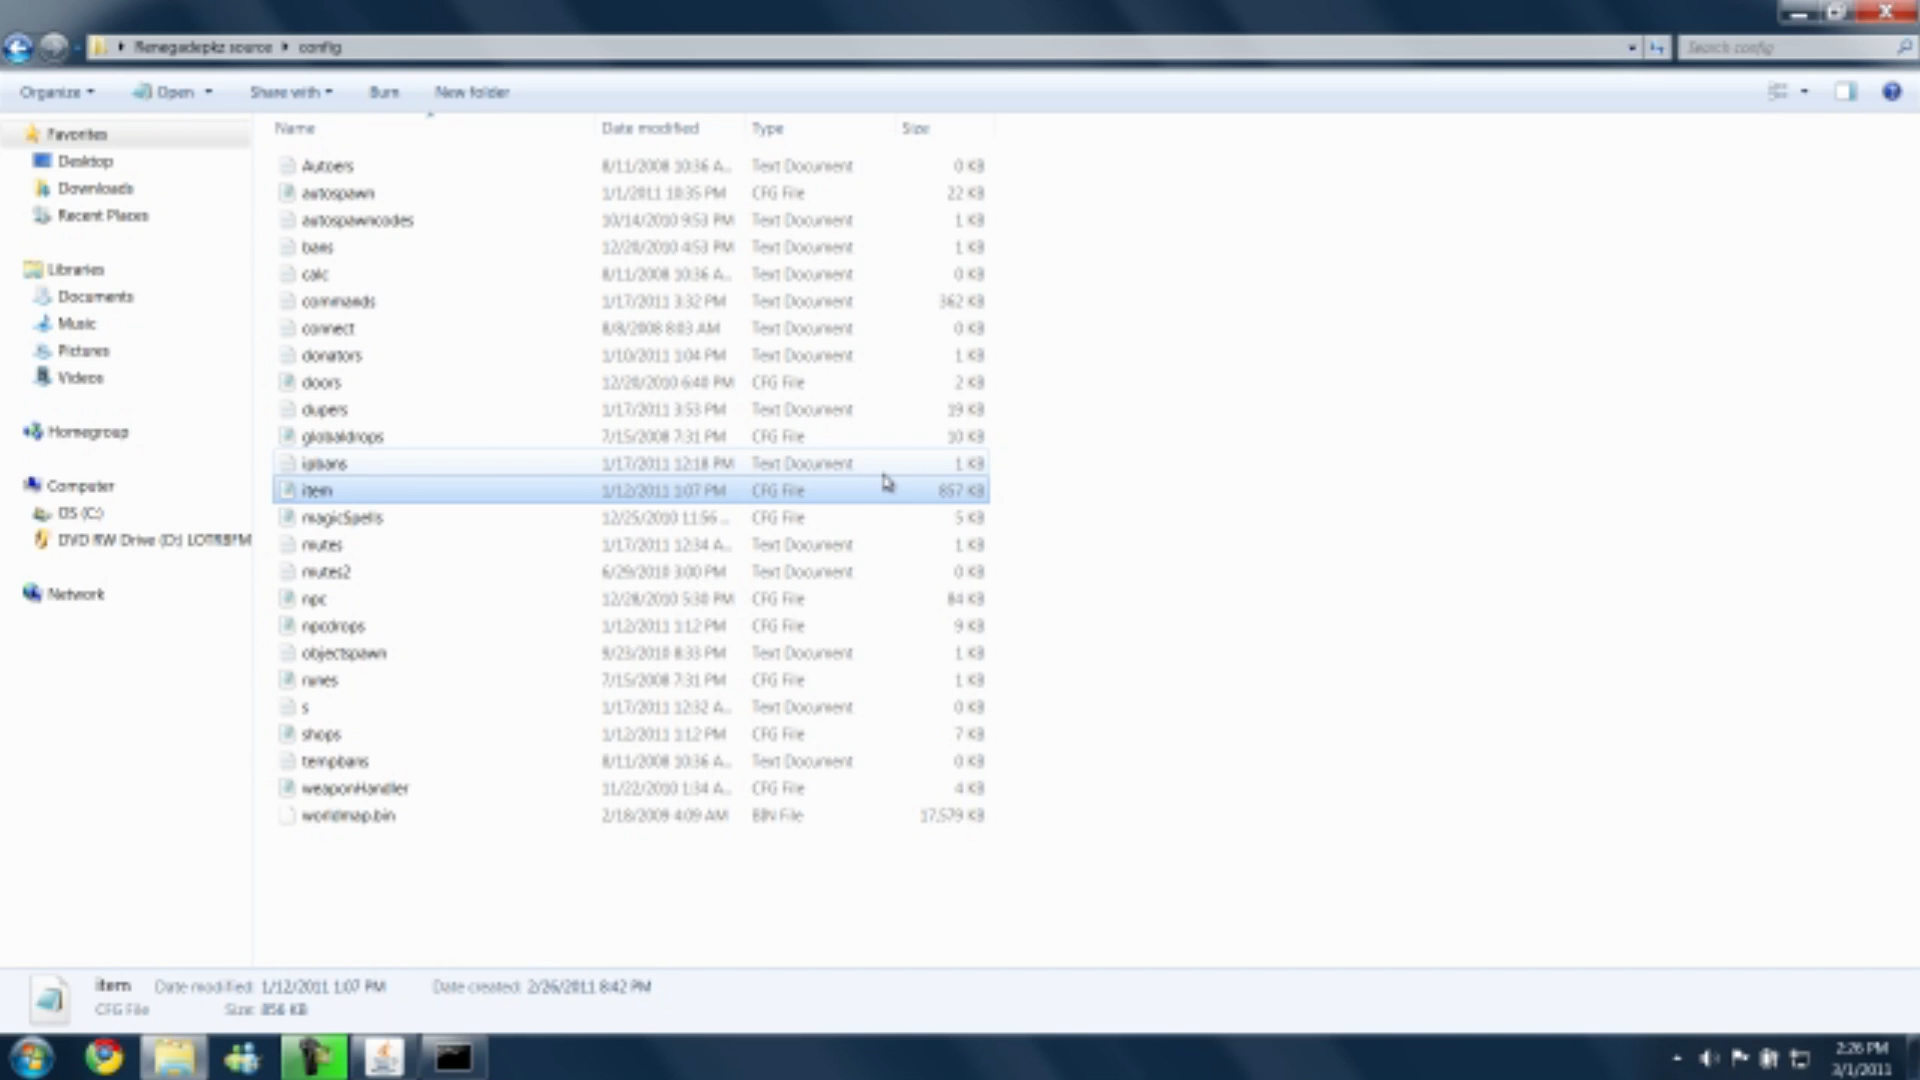 Renegadepkz source config
Search config
Organize Open Share with Burn New folder
Name Date modified Type Size
Favorites
Desktop
Downloads
Recent Places
Libraries
Documents
Music
Pictures
Videos
Homegroup
Computer
OS (C:)
DVD RW Drive (D:) LOTRBFM
Network
Autoers 8/11/2008 10:36 A... Text Document 0 KB
autospawn 1/1/2011 10:35 PM CFG File 22 KB
autospawncodes 10/14/2010 9:53 PM Text Document 1 KB
bans 12/20/2010 4:53 PM Text Document 1 KB
calc 8/11/2008 10:36 A... Text Document 0 KB
commands 1/17/2011 3:32 PM Text Document 362 KB
connect 8/8/2008 8:03 AM Text Document 0 KB
donators 1/10/2011 1:04 PM Text Document 1 KB
doors 12/20/2010 6:40 PM CFG File 2 KB
dupers 1/17/2011 3:53 PM Text Document 19 KB
globaldrops 7/15/2008 7:31 PM CFG File 10 KB
ipbans 1/17/2011 12:18 PM Text Document 1 KB
item 1/12/2011 1:07 PM CFG File 857 KB
magicSpells 12/25/2010 11:56 ... CFG File 5 KB
mutes 1/17/2011 12:34 A... Text Document 1 KB
mutes2 6/29/2010 3:00 PM Text Document 0 KB
npc 12/28/2010 5:30 PM CFG File 84 KB
npcdrops 1/12/2011 1:12 PM CFG File 9 KB
objectspawn 9/23/2010 8:33 PM Text Document 1 KB
runes 7/15/2008 7:31 PM CFG File 1 KB
s 1/17/2011 12:32 A... Text Document 0 KB
shops 1/12/2011 1:12 PM CFG File 7 KB
tempbans 8/11/2008 10:36 A... Text Document 0 KB
weaponHandler 11/22/2010 1:34 A... CFG File 4 KB
worldmap.bin 2/18/2009 4:09 AM BIN File 17,579 KB
item Date modified: 1/12/2011 1:07 PM Date created: 2/26/2011 8:42 PM
CFG File Size: 856 KB
2:26 PM
3/1/2011